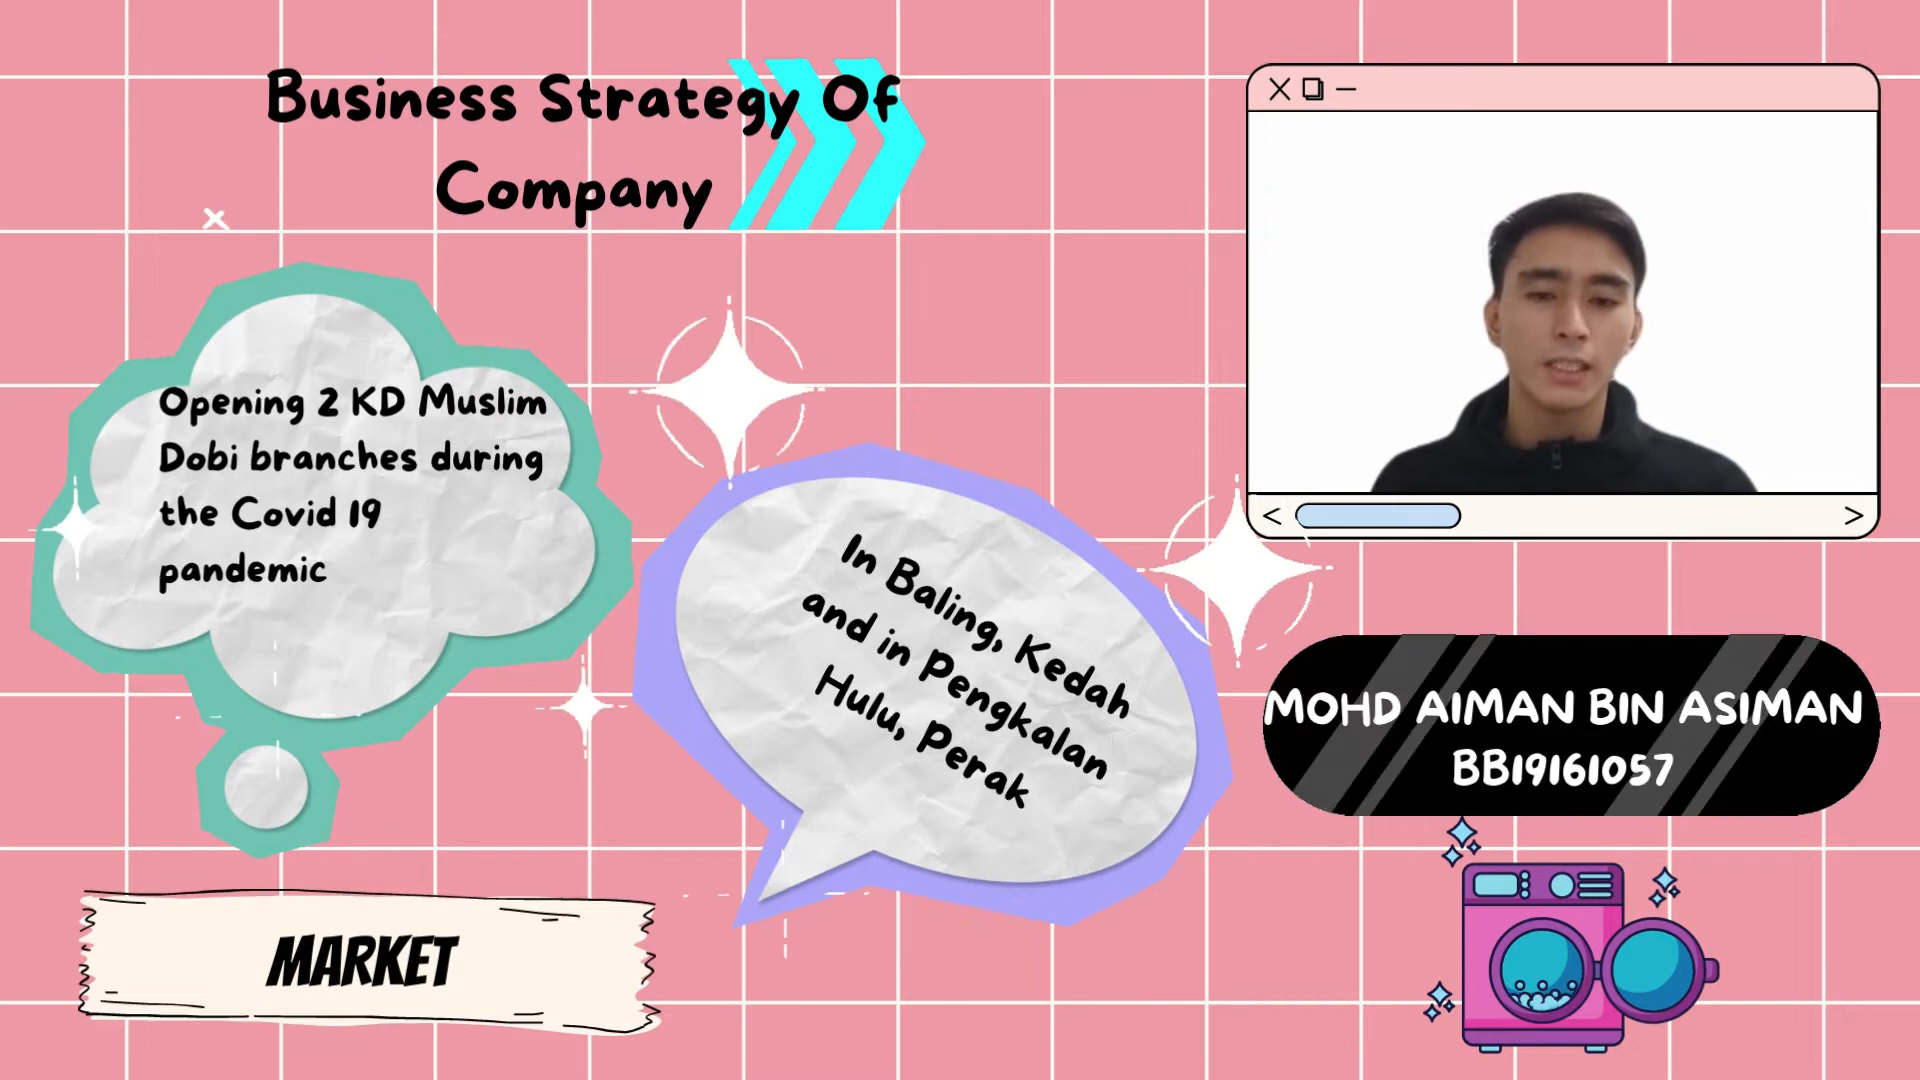 Business Strategy Of
Company
Opening 2 KD Muslim
Dobi branches during
the Covid 19
pandemic
In Baling, Kedah
and in Pengkalan
Hulu, Perak
MOHD AIMAN BIN ASIMAN
BB19161057
MARKET